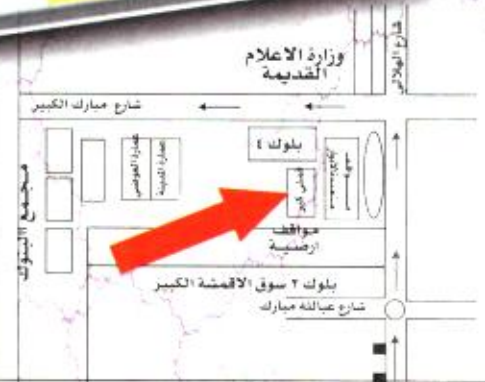 وزارة الاعلام
القديمة
شارع الهلالي
شارع مبارك الكبير
بلوك ٤
عمارة العوضي
عمارة المدينة
مجمع البنوك
مواقف
ارضية
بلوك ٢ سوق الاقمشة الكبير
شارع عبدالله مبارك